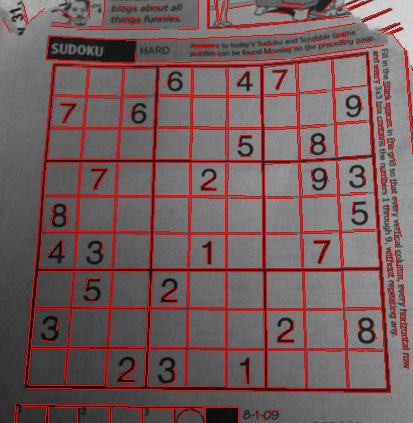 blogs about all
things funnies.
SUDOKU HARD
Answers to today's Sudoku and Scrabble Grams
puzzles can be found Monday on the preceding page.
6 4 7
7 6 9
5 8
7 2 9 3
8 5
4 3 1 7
5 2
3 2 8
2 3 1
Fill in the blank squares in the grid so that every vertical column, every horizontal row
and every 3x3 box contains the numbers 1 through 9, without repeating any.
8-1-09